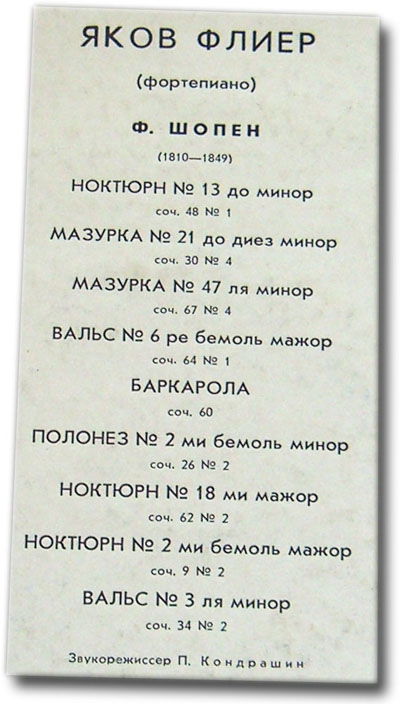 ЯКОВ ФЛИЕР
(фортепиано)
Ф. ШОПЕН
(1810—1849)
НОКТЮРН № 13 до минор
соч. 48 № 1
МАЗУРКА № 21 до диез минор
соч. 30 № 4
МАЗУРКА № 47 ля минор
соч. 67 № 4
ВАЛЬС № 6 ре бемоль мажор
соч. 64 № 1
БАРКАРОЛА
соч. 60
ПОЛОНЕЗ № 2 ми бемоль минор
соч. 26 № 2
НОКТЮРН № 18 ми мажор
соч. 62 № 2
НОКТЮРН № 2 ми бемоль мажор
соч. 9 № 2
ВАЛЬС № 3 ля минор
соч. 34 № 2
Звукорежиссер П. Кондрашин